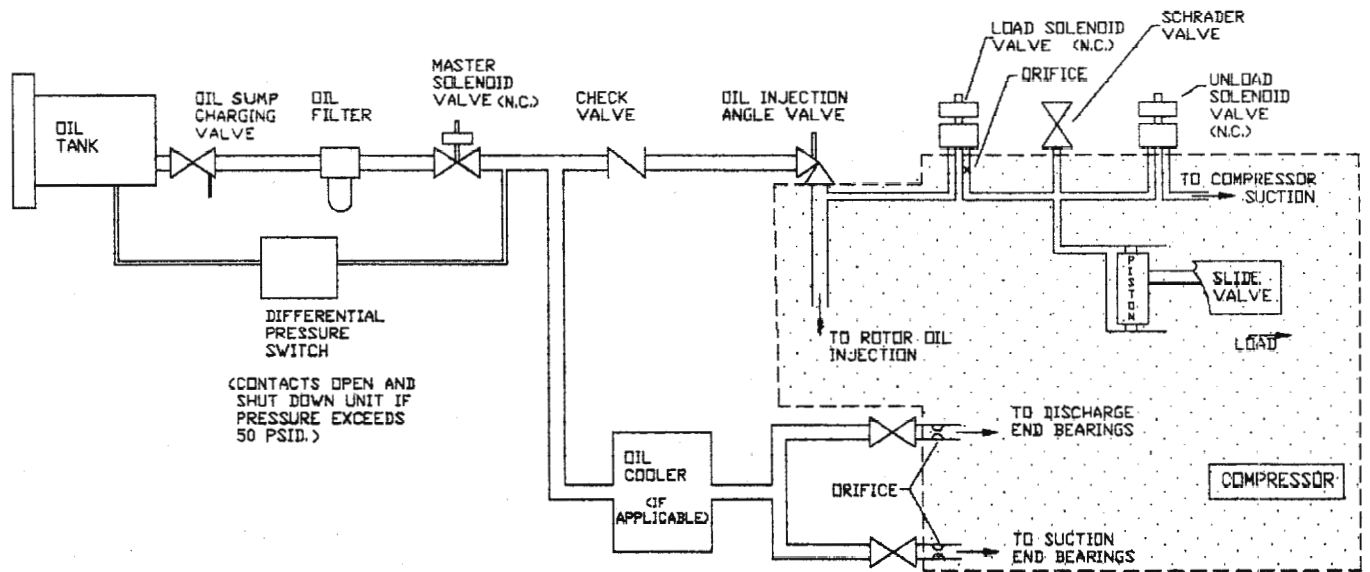 OIL
TANK
OIL SUMP
CHARGING
VALVE
OIL
FILTER
MASTER
SOLENOID
VALVE (N.C.)
CHECK
VALVE
OIL INJECTION
ANGLE VALVE
LOAD SOLENOID
VALVE (N.C.)
ORIFICE
SCHRADER
VALVE
UNLOAD
SOLENOID
VALVE
(N.C.)
TO COMPRESSOR
SUCTION
PISTON
SLIDE
VALVE
LOAD
TO ROTOR OIL
INJECTION
DIFFERENTIAL
PRESSURE
SWITCH
(CONTACTS OPEN AND
SHUT DOWN UNIT IF
PRESSURE EXCEEDS
50 PSID.)
OIL
COOLER
(IF
APPLICABLE)
TO DISCHARGE
END BEARINGS
ORIFICE
TO SUCTION
END BEARINGS
COMPRESSOR